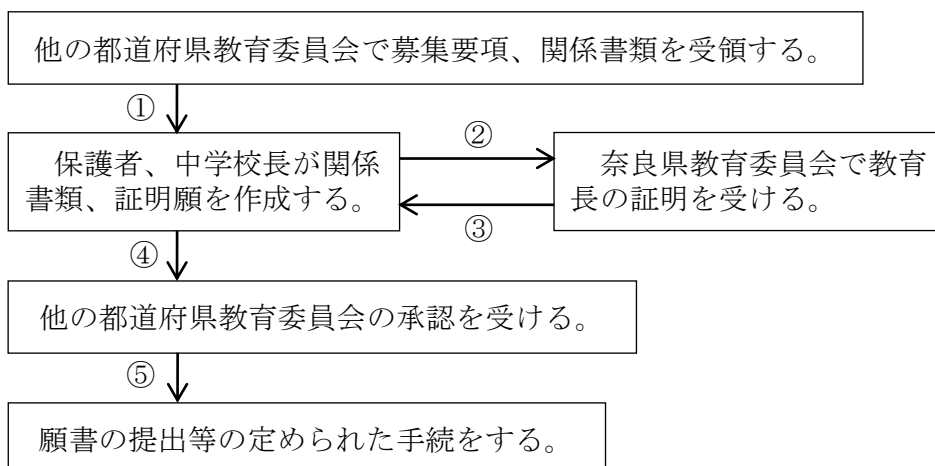 他の都道府県教育委員会で募集要項、関係書類を受領する。
①
保護者、中学校長が関係
書類、証明願を作成する。
②
③
奈良県教育委員会で教育
長の証明を受ける。
④
他の都道府県教育委員会の承認を受ける。
⑤
願書の提出等の定められた手続をする。